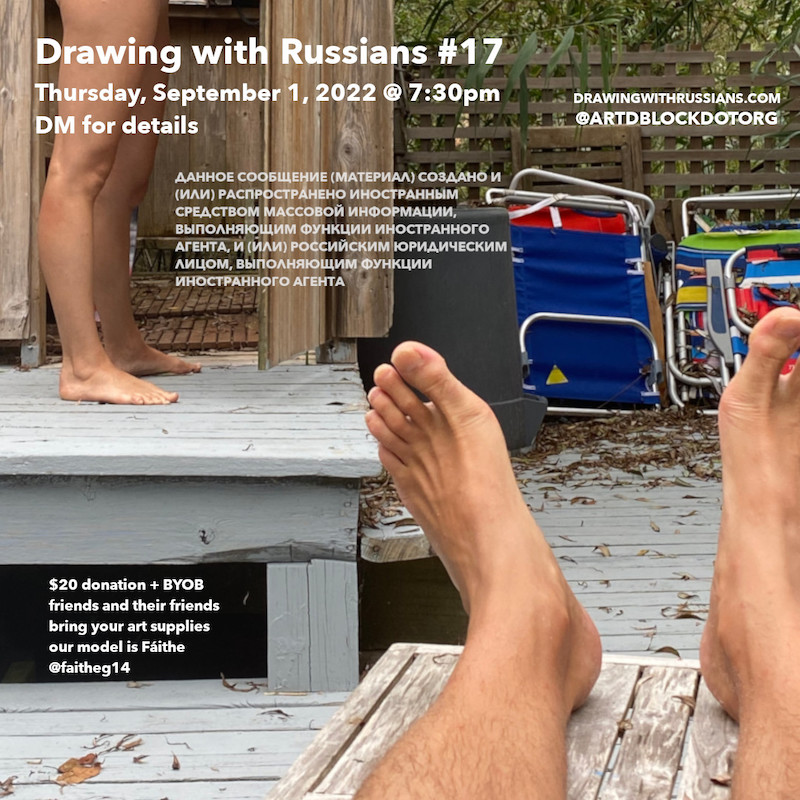 Drawing with Russians #17
Thursday, September 1, 2022 @ 7:30pm
DM for details
DRAWINGWITHRUSSIANS.COM
@ARTDBLOCKDOTORG
ДАННОЕ СООБЩЕНИЕ (МАТЕРИАЛ) СОЗДАНО И
(ИЛИ) РАСПРОСТРАНЕНО ИНОСТРАННЫМ
СРЕДСТВОМ МАССОВОЙ ИНФОРМАЦИИ,
ВЫПОЛНЯЮЩИМ ФУНКЦИИ ИНОСТРАННОГО
АГЕНТА, И (ИЛИ) РОССИЙСКИМ ЮРИДИЧЕСКИМ
ЛИЦОМ, ВЫПОЛНЯЮЩИМ ФУНКЦИИ
ИНОСТРАННОГО АГЕНТА
$20 donation + BYOB
friends and their friends
bring your art supplies
our model is Fáithe
@faitheg14